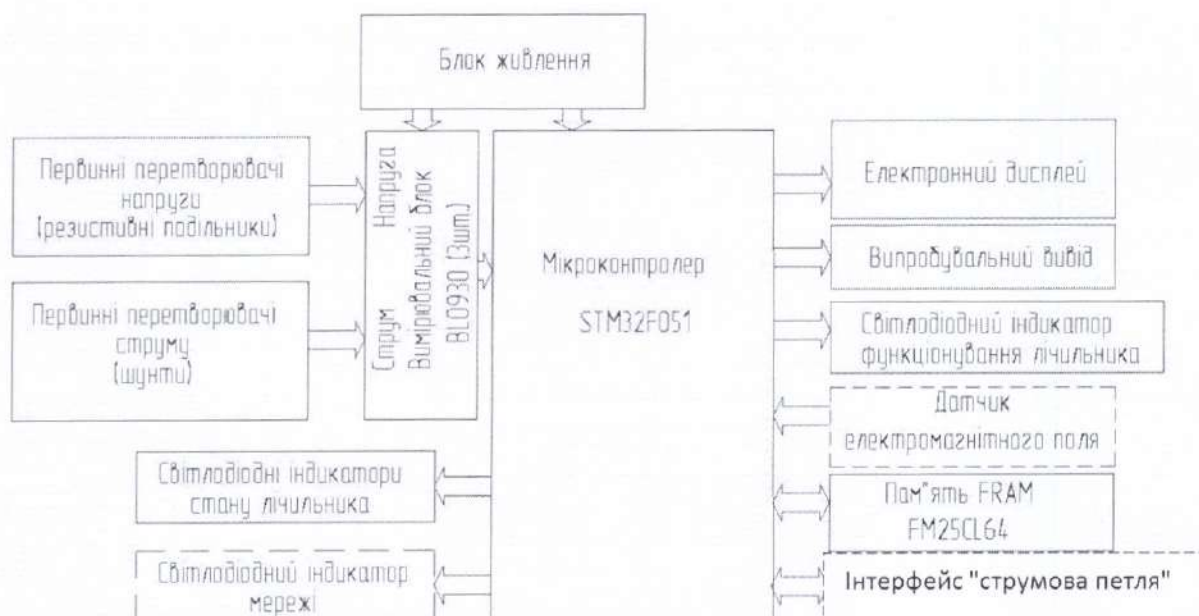 Блок живлення
Первинні перетворювачі
напруги
(резистивні подільники)
Первинні перетворювачі
струму
(шунти)
Струм Напруга
Вимірювальний блок
BL0930 (3шт.)
Мікроконтролер
STM32F051
Електронний дисплей
Випробувальний вивід
Світлодіодний індикатор
функціонування лічильника
Датчик
електромагнітного поля
Пам"ять FRAM
FM25CL64
Інтерфейс "струмова петля"
Світлодіодні індикатори
стану лічильника
Світлодіодний індикатор
мережі